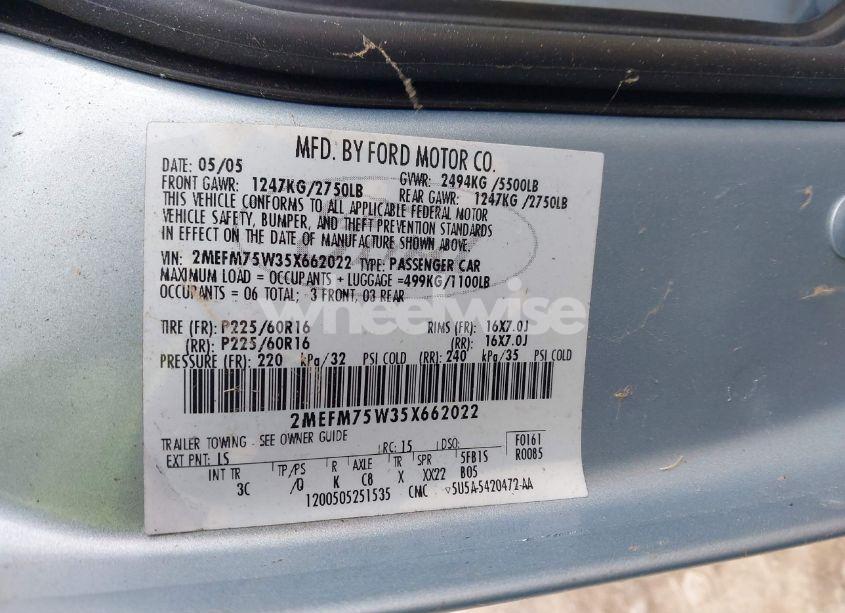 MFD. BY FORD MOTOR CO.
DATE: 05/05 GVWR: 2494KG /5500LB
FRONT GAWR: 1247KG/2750LB REAR GAWR: 1247KG /2750LB
THIS VEHICLE CONFORMS TO ALL APPLICABLE FEDERAL MOTOR
VEHICLE SAFETY, BUMPER, AND THEFT PREVENTION STANDARDS
IN EFFECT ON THE DATE OF MANUFACTURE SHOWN ABOVE.
VIN: 2MEFM75W35X662022 TYPE: PASSENGER CAR
MAXIMUM LOAD = OCCUPANTS + LUGGAGE =499KG/1100LB
OCCUPANTS = 06 TOTAL; 3 FRONT, 03 REAR
wheelwise
TIRE (FR): P225/60R16 RIMS (FR): 16X7.0J
(RR): P225/60R16 (RR): 16X7.0J
PRESSURE (FR): 220 kPa/32 PSI COLD (RR): 240 kPa/35 PSI COLD
2MEFM75W35X662022
TRAILER TOWING - SEE OWNER GUIDE
EXT PNT: LS RC: 15 DSO: F0161
R0085
INT TR TP/PS R AXLE TR SPR 5FB1S
3C /Q K C8 X XX22 B05
1200505251535 CMC 5U5A-5420472-AA